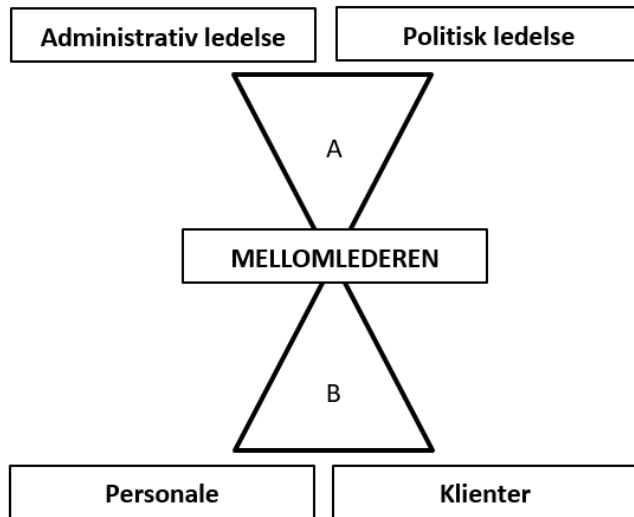 Administrativ ledelse
Politisk ledelse
A
MELLOMLEDEREN
B
Personale
Klienter